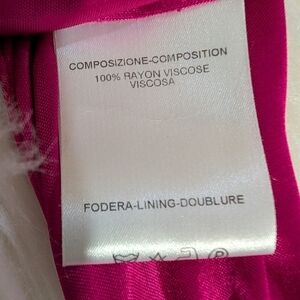 COMPOSIZIONE-COMPOSITION
100% RAYON VISCOSE
VISCOSA
FODERA-LINING-DOUBLURE